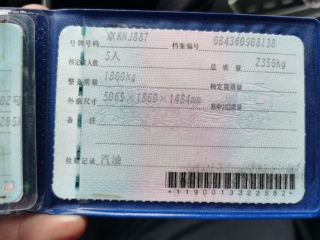 号牌号码 京KNJ887 档案编号 684360968138
核定载人数 5人 总质量 2350kg
整备质量 1860kg 核定载质量
外廓尺寸 5065×1860×1484mm 准牵引总质量
备注
检验记录 汽油
*1190013322582*